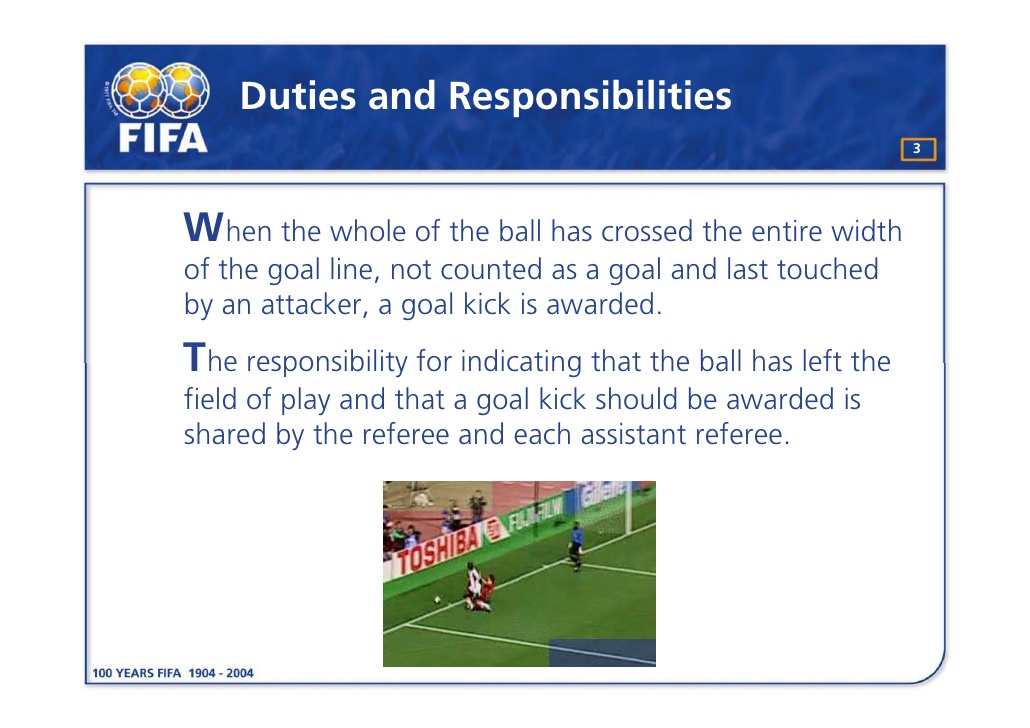 FIFA
Duties and Responsibilities
3
When the whole of the ball has crossed the entire width
of the goal line, not counted as a goal and last touched
by an attacker, a goal kick is awarded.
The responsibility for indicating that the ball has left the
field of play and that a goal kick should be awarded is
shared by the referee and each assistant referee.
TOSHIBA
FUJIFILM
Gillette
100 YEARS FIFA 1904 - 2004